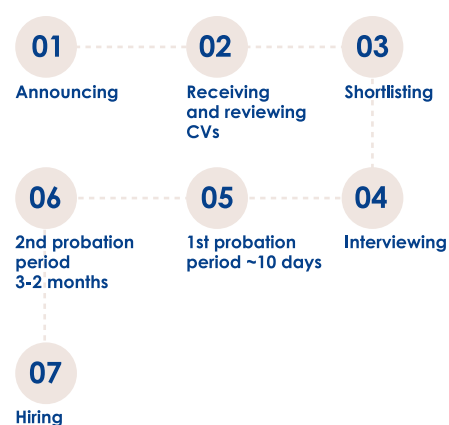 01
Announcing
02
Receiving
and reviewing
CVs
03
Shortlisting
04
Interviewing
05
1st probation
period ~10 days
06
2nd probation
period
3-2 months
07
Hiring